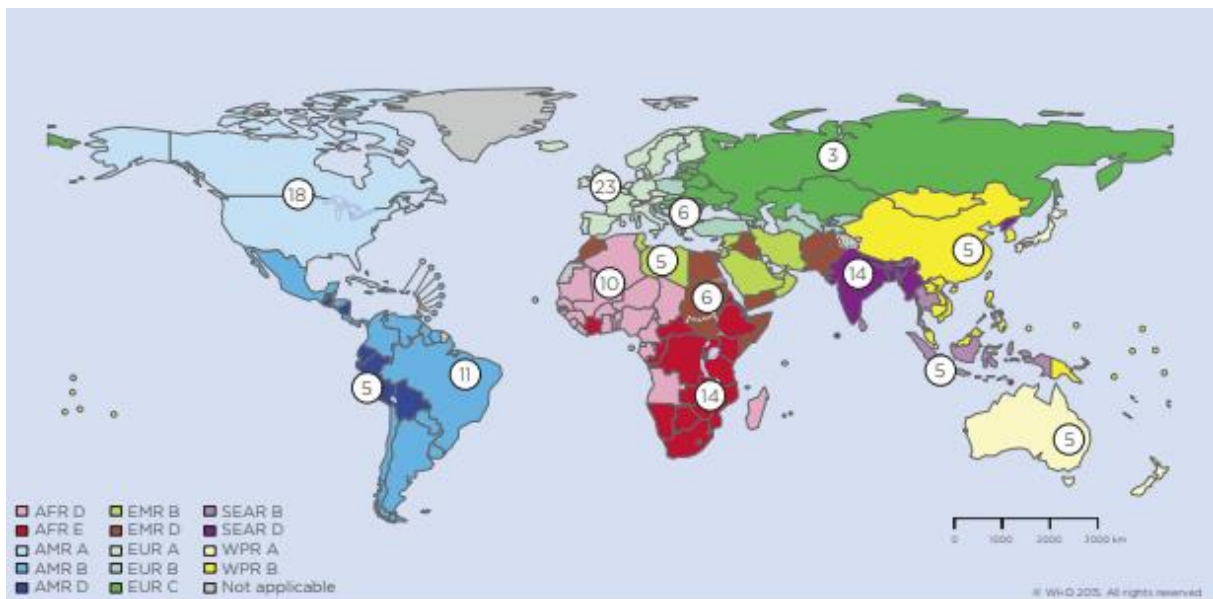 3
18
23
6
5
5
14
10
6
11
5
5
14
5
AFR D
AFR E
AMR A
AMR B
AMR D
EMR B
EMR D
EUR A
EUR B
EUR C
SEAR B
SEAR D
WPR A
WPR B
Not applicable
0 1000 2000 3000 km
© WHO 2015. All rights reserved